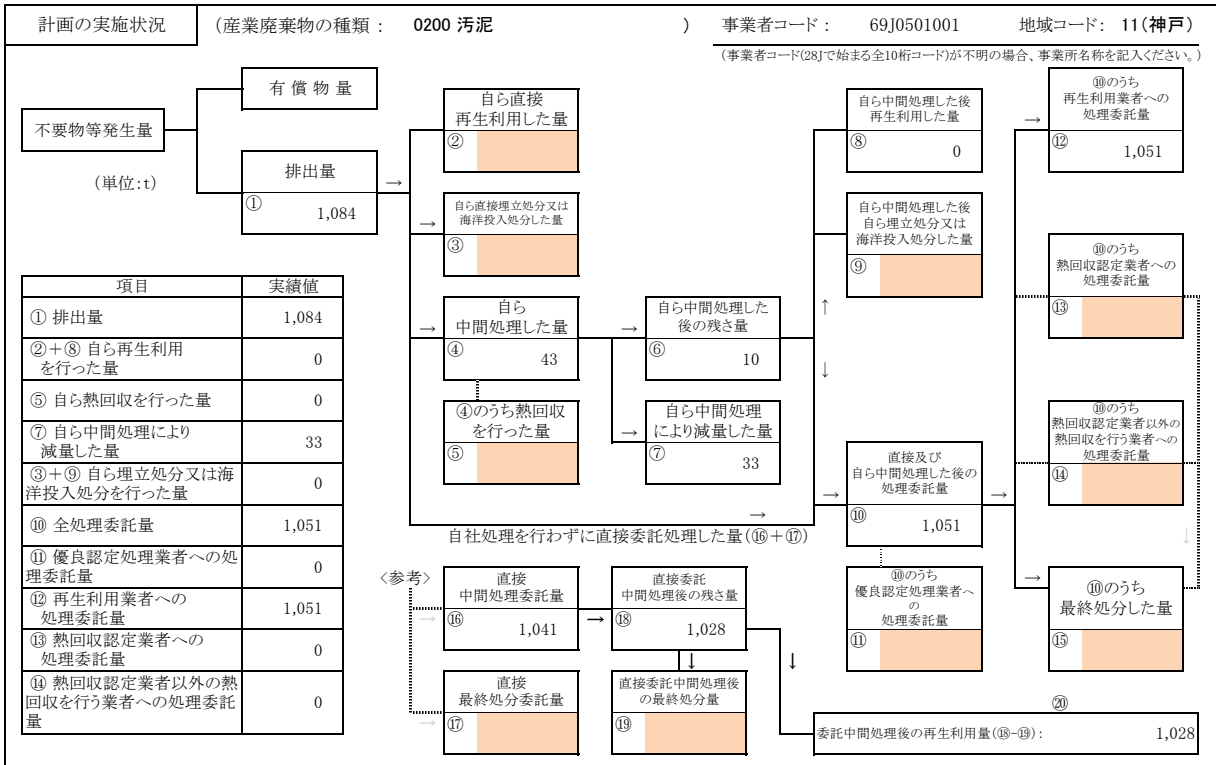 計画の実施状況 (産業廃棄物の種類： 0200 汚泥 ) 事業者コード： 69J0501001 地域コード： 11(神戸)
(事業者コード(28Jで始まる全10桁コード)が不明の場合、事業所名称を記入ください。)
不要物等発生量
(単位:t)
有償物量
排出量
① 1,084
→
自ら直接
再生利用した量
②
→
自ら直接埋立処分又は
海洋投入処分した量
③
→
自ら
中間処理した量
④ 43
④のうち熱回収
を行った量
⑤
→
自ら中間処理した
後の残さ量
⑥ 10
→
自ら中間処理
により減量した量
⑦ 33
自ら中間処理した後
再生利用した量
⑧ 0
自ら中間処理した後
自ら埋立処分又は
海洋投入処分した量
⑨
↑
↓
→
自社処理を行わずに直接委託処理した量(⑯+⑰)
→
直接及び
自ら中間処理した後の
処理委託量
⑩ 1,051
→
⑩のうち
優良認定処理業者へ
の
処理委託量
⑪
→
⑩のうち
再生利用業者への
処理委託量
⑫ 1,051
⑩のうち
熱回収認定業者への
処理委託量
⑬
⑩のうち
熱回収認定業者以外の
熱回収を行う業者への
処理委託量
⑭
↓
→
⑩のうち
最終処分した量
⑮
項目 実績値
① 排出量 1,084
②+⑧ 自ら再生利用
を行った量 0
⑤ 自ら熱回収を行った量 0
⑦ 自ら中間処理により
減量した量 33
③+⑨ 自ら埋立処分又は海
洋投入処分を行った量 0
⑩ 全処理委託量 1,051
⑪ 優良認定処理業者への処
理委託量 0
⑫ 再生利用業者への
処理委託量 1,051
⑬ 熱回収認定業者への
処理委託量 0
⑭ 熱回収認定業者以外の熱
回収を行う業者への処理委託
量 0
〈参考〉
→
直接
中間処理委託量
⑯ 1,041
→
直接委託
中間処理後の残さ量
⑱ 1,028
→
直接
最終処分委託量
⑰
↓
直接委託中間処理後
の最終処分量
⑲
↓
⑳
委託中間処理後の再生利用量(⑱-⑲)： 1,028